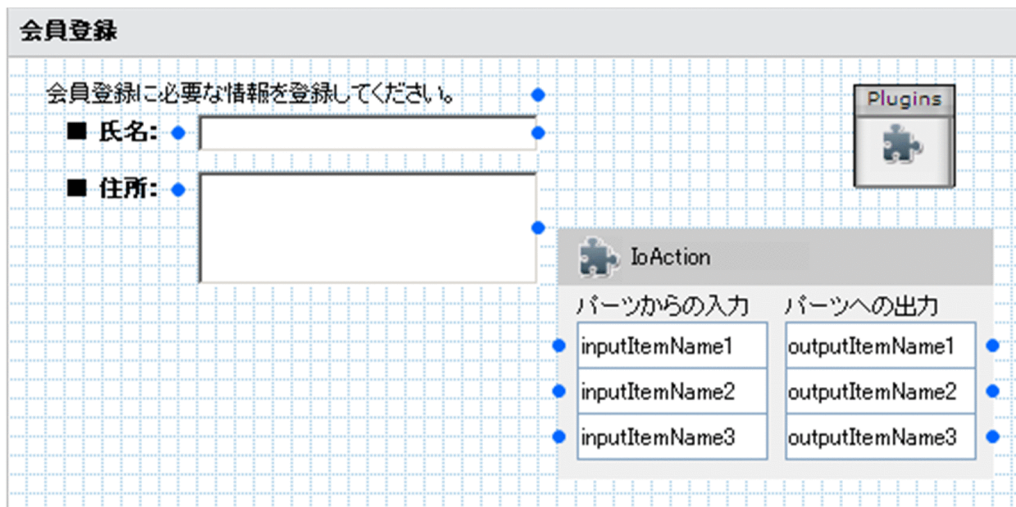 会員登録
会員登録に必要な情報を登録してください。
Plugins
■ 氏名:
■ 住所:
IoAction
パーツからの入力 パーツへの出力
inputItemName1 outputItemName1
inputItemName2 outputItemName2
inputItemName3 outputItemName3